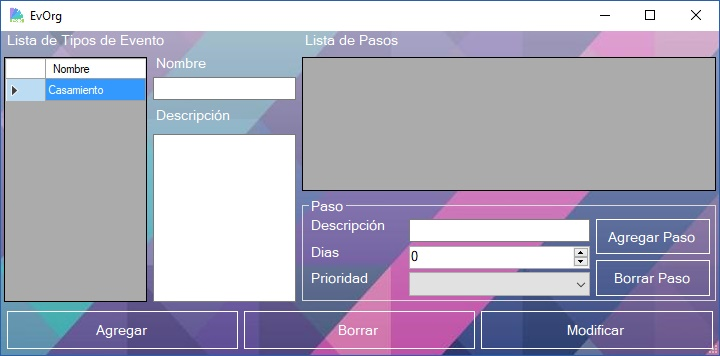 EvOrg
Lista de Tipos de Evento
Nombre
Casamiento
Nombre
Descripción
Lista de Pasos
Paso
Descripción
Dias
0
Prioridad
Agregar Paso
Borrar Paso
Agregar
Borrar
Modificar